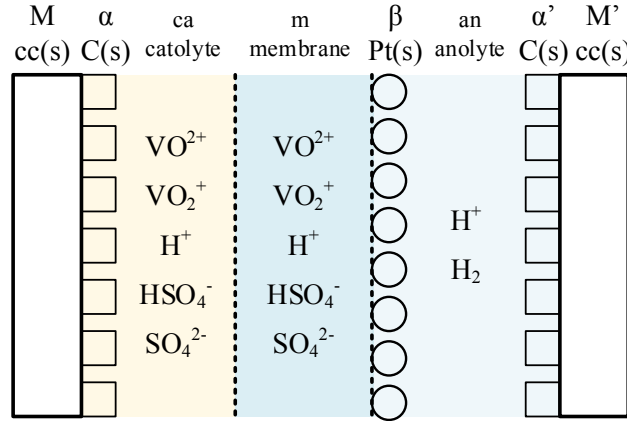 M α ca m β an α’ M’
cc(s) C(s) catolyte membrane Pt(s) anolyte C(s) cc(s)
VO²⁺ VO²⁺
VO₂⁺ VO₂⁺
H⁺ H⁺ H⁺
HSO₄⁻ HSO₄⁻ H₂
SO₄²⁻ SO₄²⁻